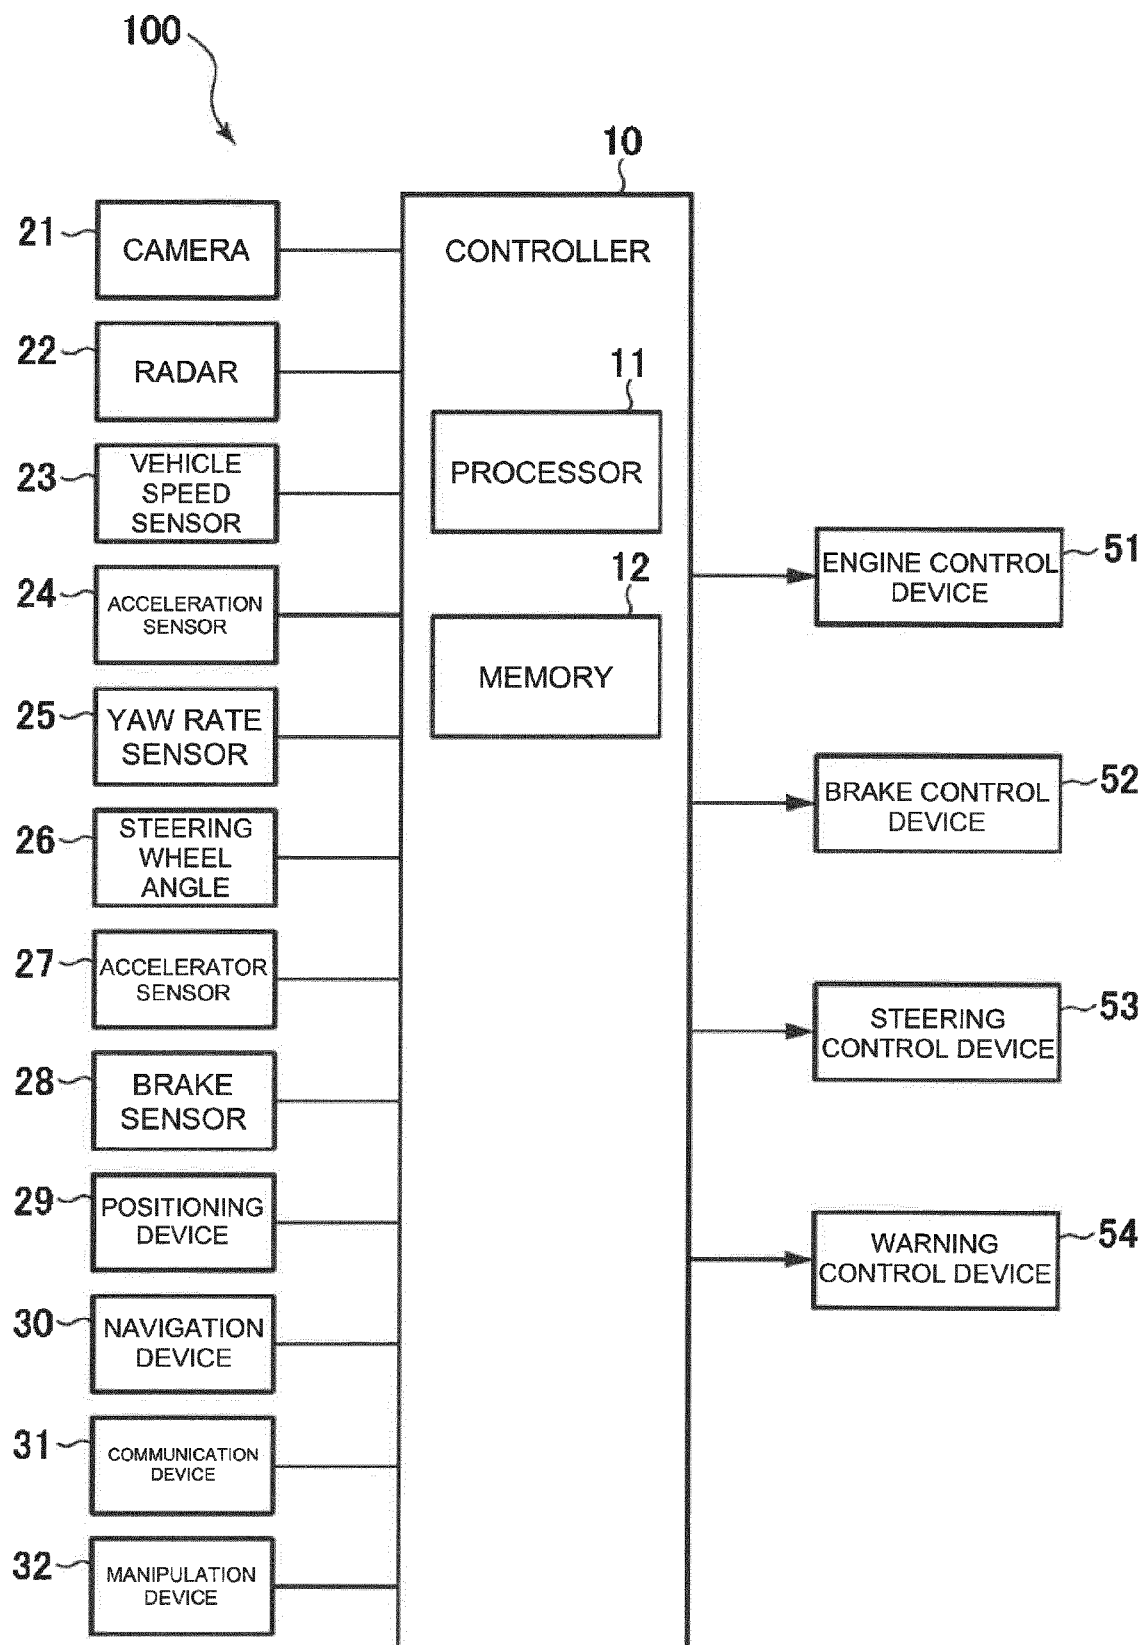 100
10
21
CAMERA
CONTROLLER
22
RADAR
11
PROCESSOR
23
VEHICLE
SPEED
SENSOR
51
ENGINE CONTROL
DEVICE
24
ACCELERATION
SENSOR
12
MEMORY
25
YAW RATE
SENSOR
52
BRAKE CONTROL
DEVICE
26
STEERING
WHEEL
ANGLE
27
ACCELERATOR
SENSOR
53
STEERING
CONTROL DEVICE
28
BRAKE
SENSOR
29
POSITIONING
DEVICE
54
WARNING
CONTROL DEVICE
30
NAVIGATION
DEVICE
31
COMMUNICATION
DEVICE
32
MANIPULATION
DEVICE